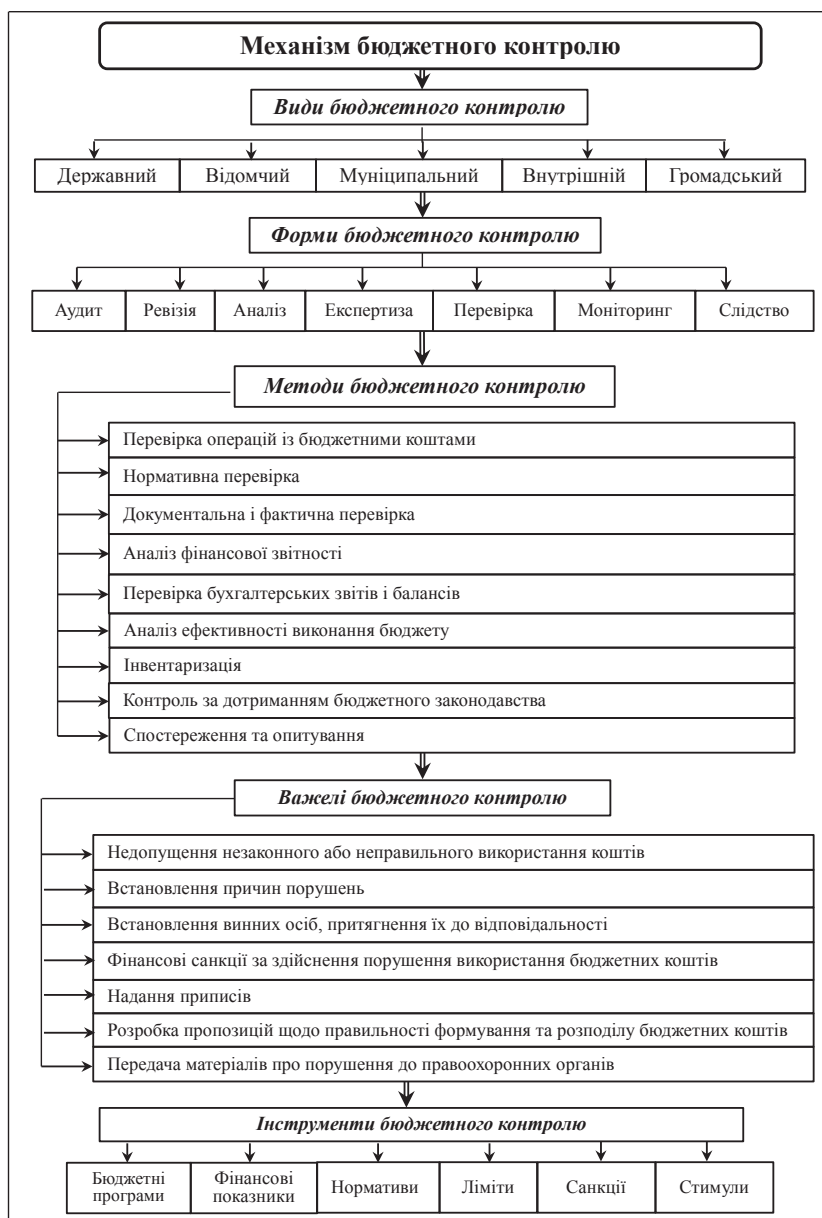 Механізм бюджетного контролю
Види бюджетного контролю
Державний Відомчий Муніципальний Внутрішній Громадський
Форми бюджетного контролю
Аудит Ревізія Аналіз Експертиза Перевірка Моніторинг Слідство
Методи бюджетного контролю
Перевірка операцій із бюджетними коштами
Нормативна перевірка
Документальна і фактична перевірка
Аналіз фінансової звітності
Перевірка бухгалтерських звітів і балансів
Аналіз ефективності виконання бюджету
Інвентаризація
Контроль за дотриманням бюджетного законодавства
Спостереження та опитування
Важелі бюджетного контролю
Недопущення незаконного або неправильного використання коштів
Встановлення причин порушень
Встановлення винних осіб, притягнення їх до відповідальності
Фінансові санкції за здійснення порушення використання бюджетних коштів
Надання приписів
Розробка пропозицій щодо правильності формування та розподілу бюджетних коштів
Передача матеріалів про порушення до правоохоронних органів
Інструменти бюджетного контролю
Бюджетні програми
Фінансові показники
Нормативи
Ліміти
Санкції
Стимули